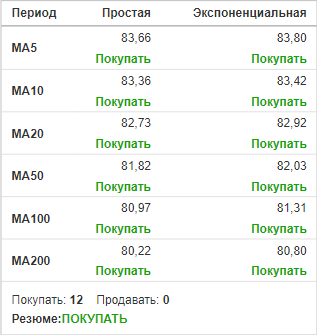 Период Простая Экспоненциальная
MA5 83,66 83,80
Покупать Покупать
MA10 83,36 83,42
Покупать Покупать
MA20 82,73 82,92
Покупать Покупать
MA50 81,82 82,03
Покупать Покупать
MA100 80,97 81,31
Покупать Покупать
MA200 80,22 80,80
Покупать Покупать
Покупать: 12 Продавать: 0
Резюме:ПОКУПАТЬ